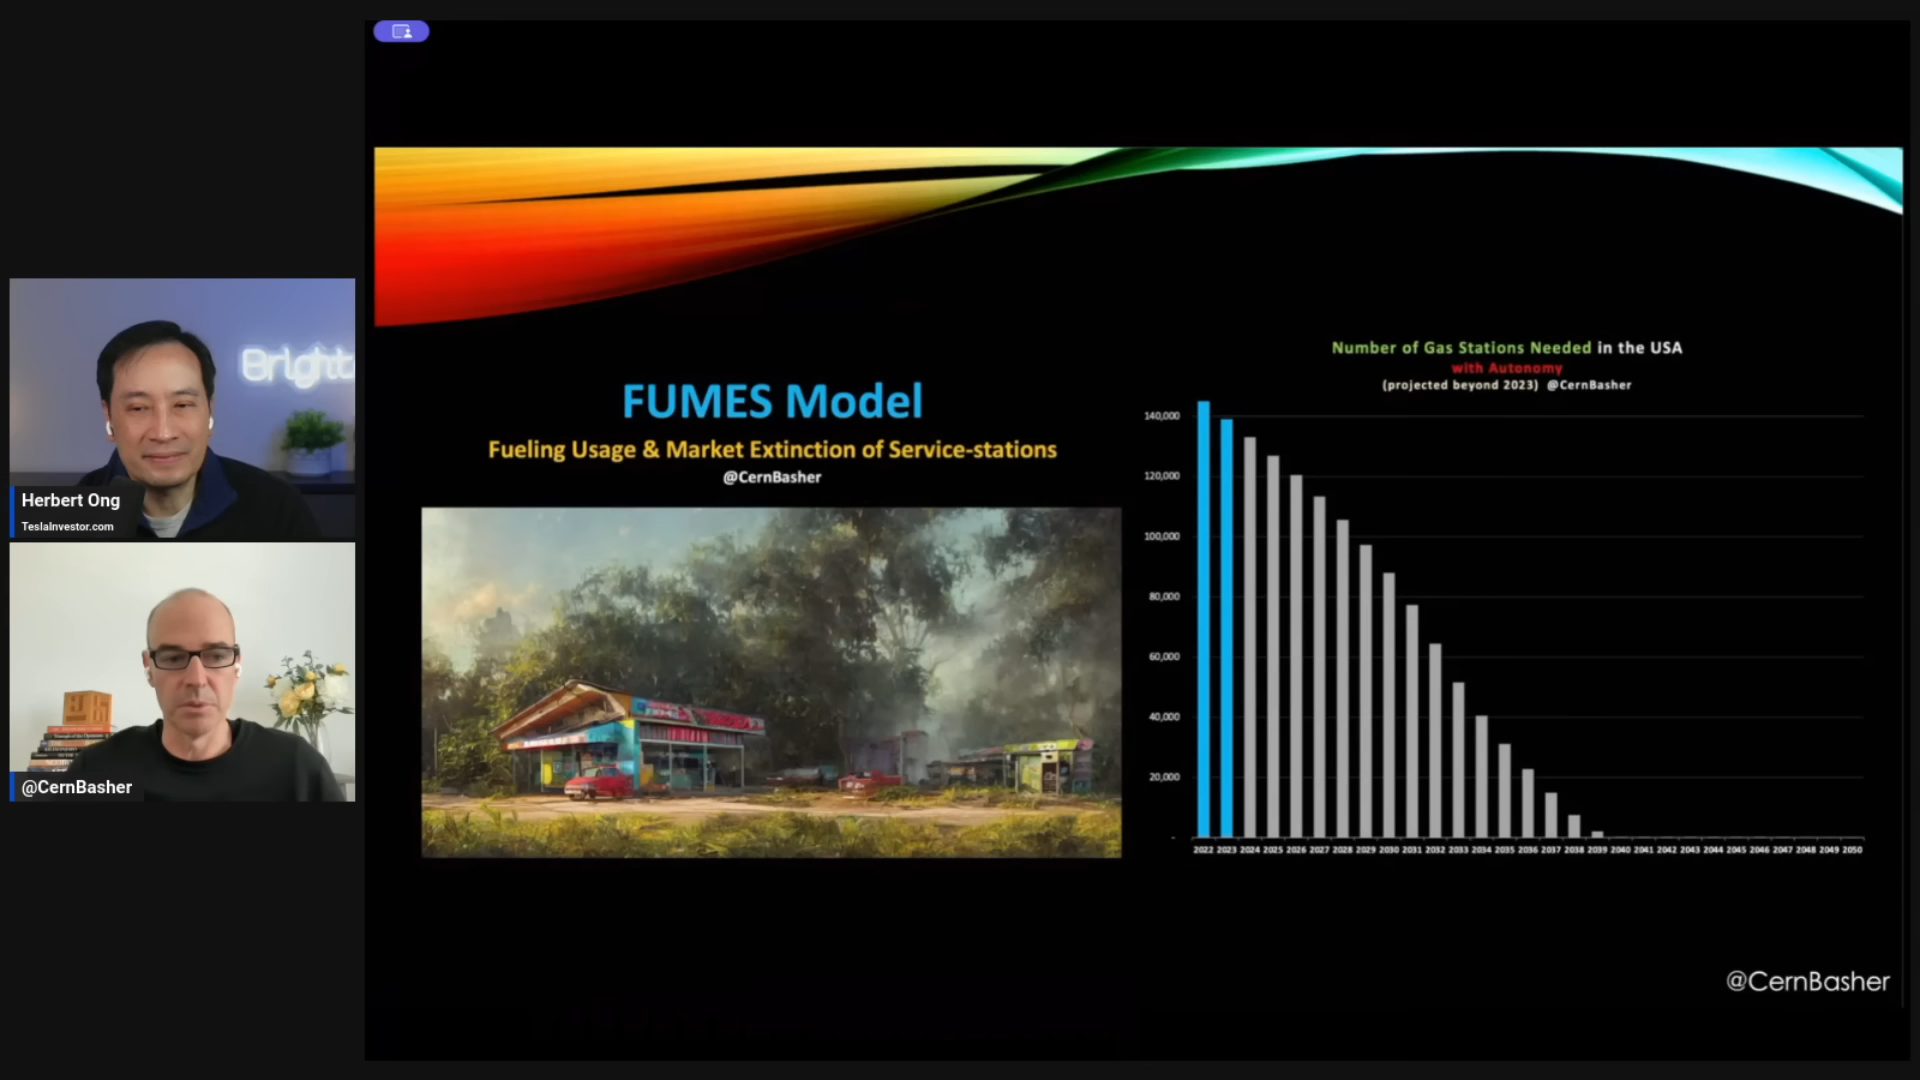 Bright
Herbert Ong
TeslaInvestor.com
@CernBasher
FUMES Model
Fueling Usage & Market Extinction of Service-stations
@CernBasher
Number of Gas Stations Needed in the USA
with Autonomy
(projected beyond 2023) @CernBasher
140,000
120,000
100,000
80,000
60,000
40,000
20,000
-
2022 2023 2024 2025 2026 2027 2028 2029 2030 2031 2032 2033 2034 2035 2036 2037 2038 2039 2040 2041 2042 2043 2044 2045 2046 2047 2048 2049 2050
@CernBasher